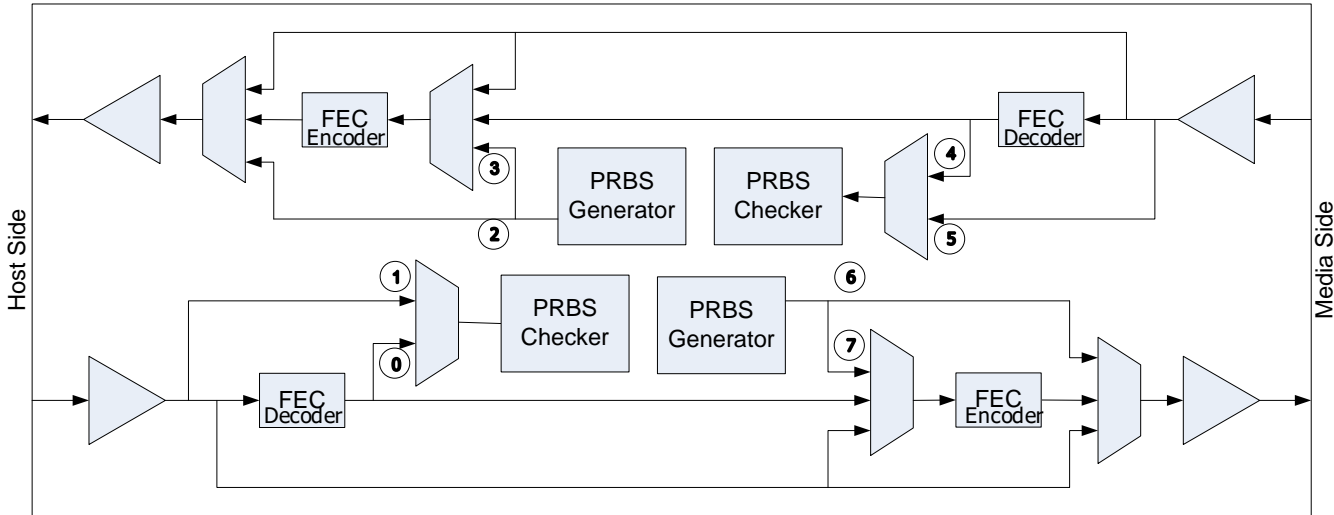 FEC
Encoder
FEC
Decoder
3
4
PRBS
Generator
PRBS
Checker
2
5
Host Side
Media Side
1
6
PRBS
Checker
PRBS
Generator
0
7
FEC
Decoder
FEC
Encoder